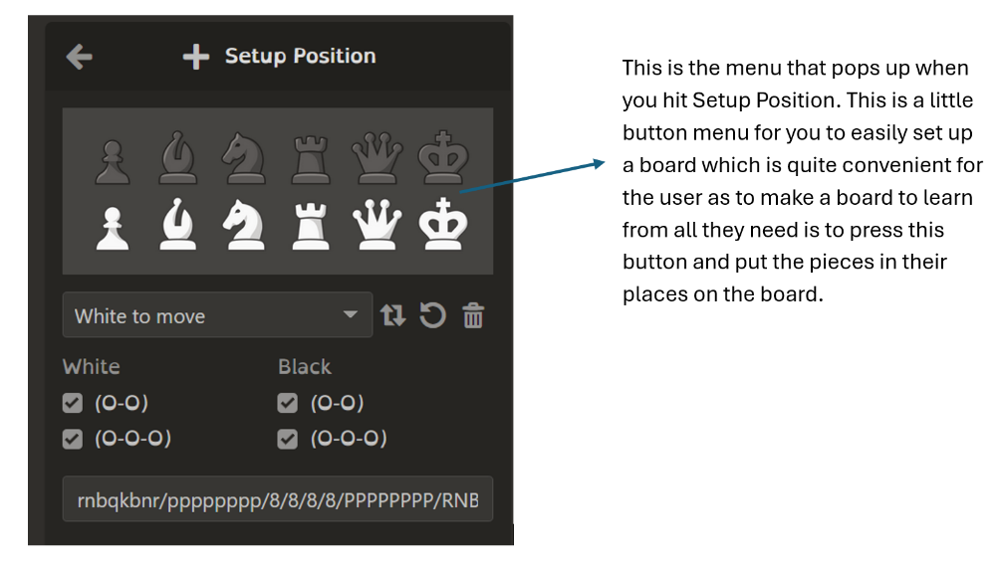 Setup Position
White to move
White
Black
(O-O)
(O-O)
(O-O-O)
(O-O-O)
rnbqkbnr/pppppppp/8/8/8/8/PPPPPPPP/RNB
This is the menu that pops up when
you hit Setup Position. This is a little
button menu for you to easily set up
a board which is quite convenient for
the user as to make a board to learn
from all they need is to press this
button and put the pieces in their
places on the board.